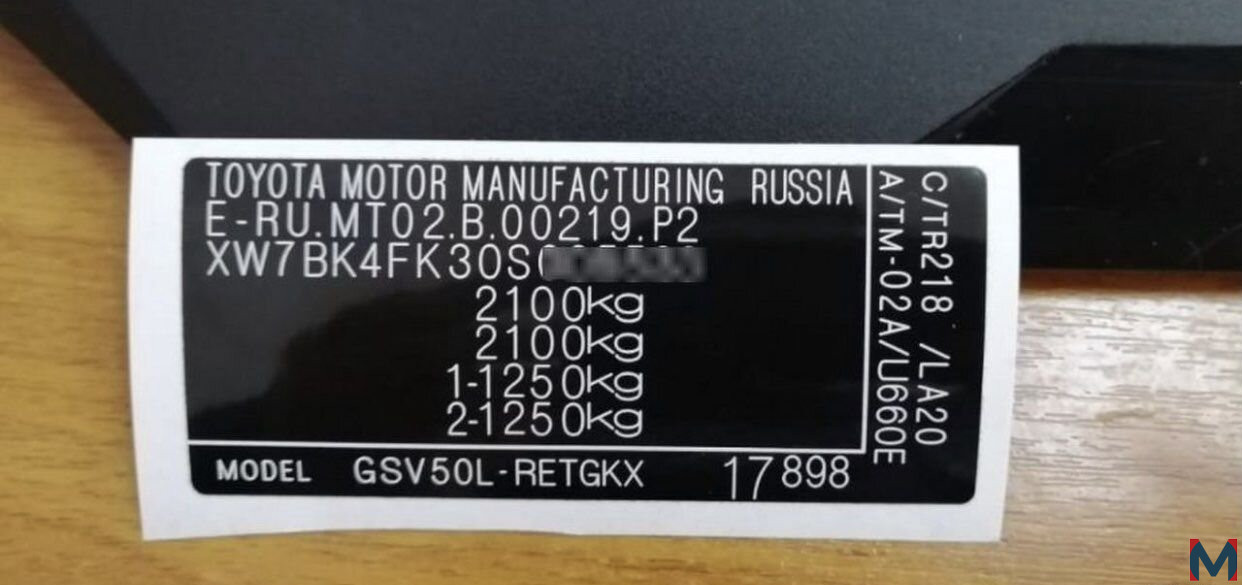 TOYOTA MOTOR MANUFACTURING RUSSIA
E-RU.MT02.B.00219.P2
XW7BK4FK30S
2100kg
2100kg
1-1250kg
2-1250kg
MODEL GSV50L-RETGKX 17898
C/TR218 /LA20
A/TM-02A/U660E
M